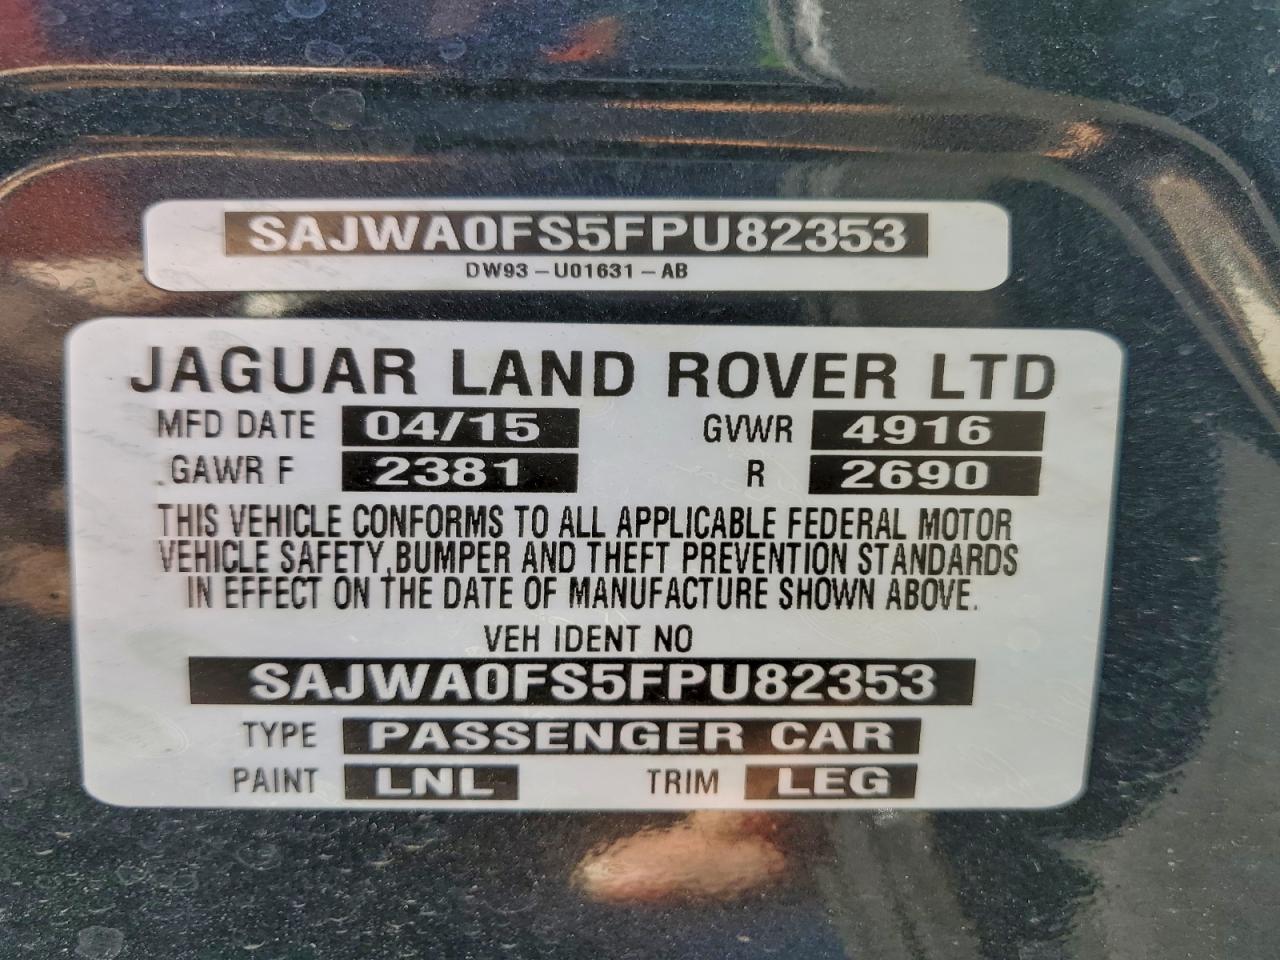 SAJWA0FS5FPU82353
DW93-U01631-AB
JAGUAR LAND ROVER LTD
MFD DATE 04/15 GVWR 4916
GAWR F 2381 R 2690
THIS VEHICLE CONFORMS TO ALL APPLICABLE FEDERAL MOTOR
VEHICLE SAFETY,BUMPER AND THEFT PREVENTION STANDARDS
IN EFFECT ON THE DATE OF MANUFACTURE SHOWN ABOVE.
VEH IDENT NO
SAJWA0FS5FPU82353
TYPE PASSENGER CAR
PAINT LNL TRIM LEG